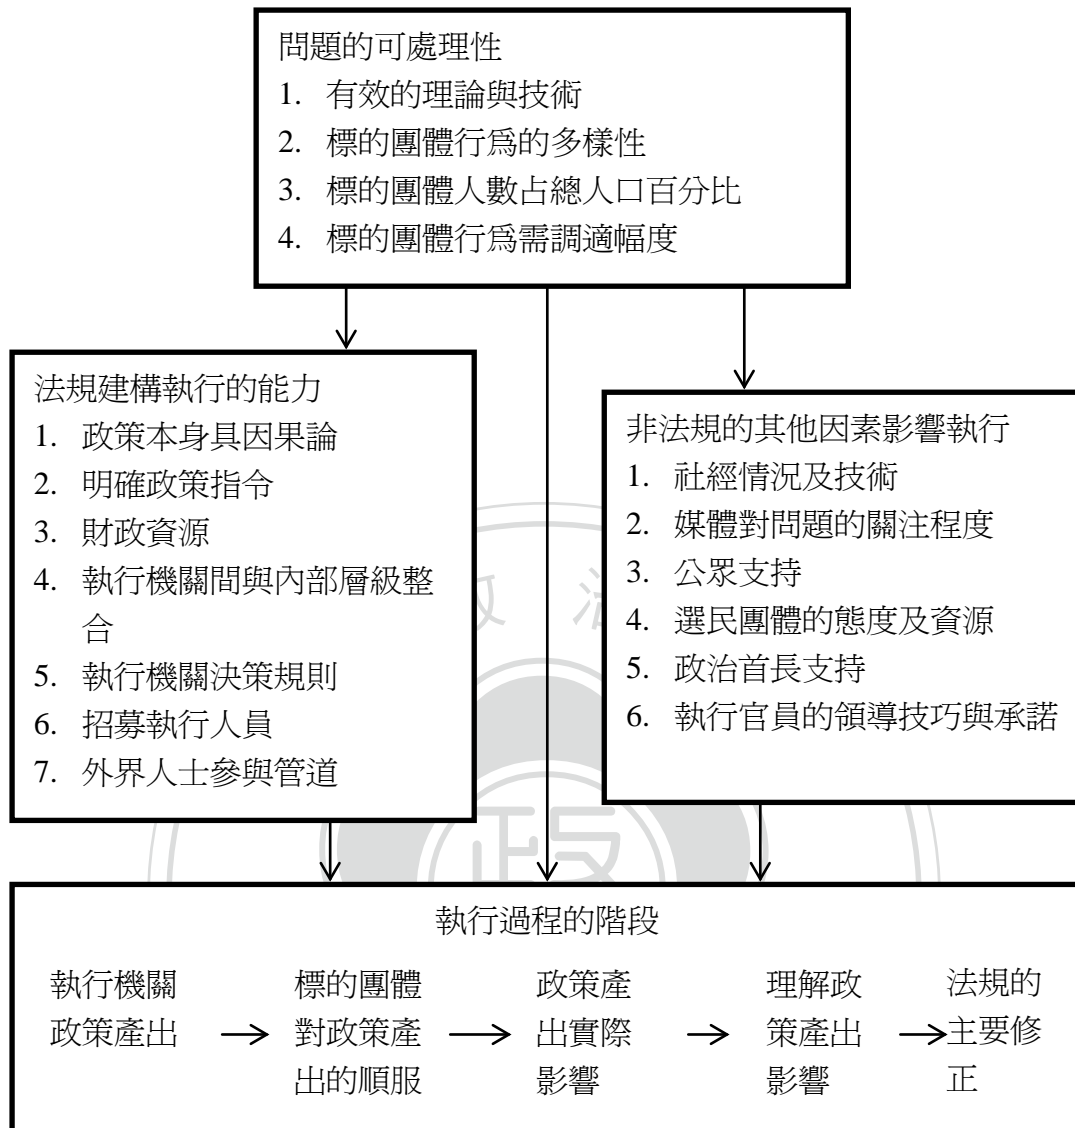 問題的可處理性
1. 有效的理論與技術
2. 標的團體行為的多樣性
3. 標的團體人數占總人口百分比
4. 標的團體行為需調適幅度
法規建構執行的能力
1. 政策本身具因果論
2. 明確政策指令
3. 財政資源
4. 執行機關間與內部層級整
合
5. 執行機關決策規則
6. 招募執行人員
7. 外界人士參與管道
非法規的其他因素影響執行
1. 社經情況及技術
2. 媒體對問題的關注程度
3. 公眾支持
4. 選民團體的態度及資源
5. 政治首長支持
6. 執行官員的領導技巧與承諾
執行過程的階段
執行機關
政策產出
標的團體
對政策產
出的順服
政策產
出實際
影響
理解政
策產出
影響
法規的
主要修
正